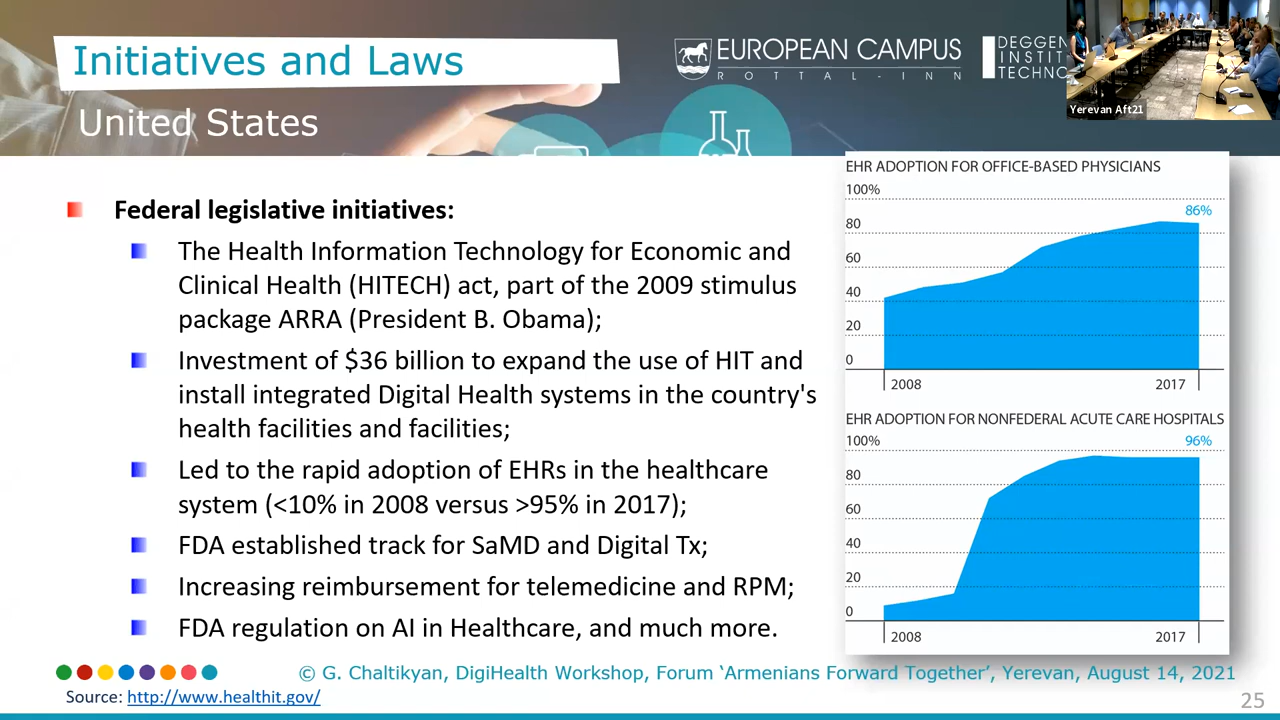 Initiatives and Laws
United States
EUROPEAN CAMPUS
ROTTAL-INN
DEGGEN
INSTIT
TECHNO
Yerevan Aft21
Federal legislative initiatives:
The Health Information Technology for Economic and
Clinical Health (HITECH) act, part of the 2009 stimulus
package ARRA (President B. Obama);
Investment of $36 billion to expand the use of HIT and
install integrated Digital Health systems in the country's
health facilities and facilities;
Led to the rapid adoption of EHRs in the healthcare
system (<10% in 2008 versus >95% in 2017);
FDA established track for SaMD and Digital Tx;
Increasing reimbursement for telemedicine and RPM;
FDA regulation on AI in Healthcare, and much more.
EHR ADOPTION FOR OFFICE-BASED PHYSICIANS
100%
86%
80
60
40
20
0
2008 2017
EHR ADOPTION FOR NONFEDERAL ACUTE CARE HOSPITALS
100%
96%
80
60
40
20
0
2008 2017
© G. Chaltikyan, DigiHealth Workshop, Forum ‘Armenians Forward Together’, Yerevan, August 14, 2021
Source: http://www.healthit.gov/
25